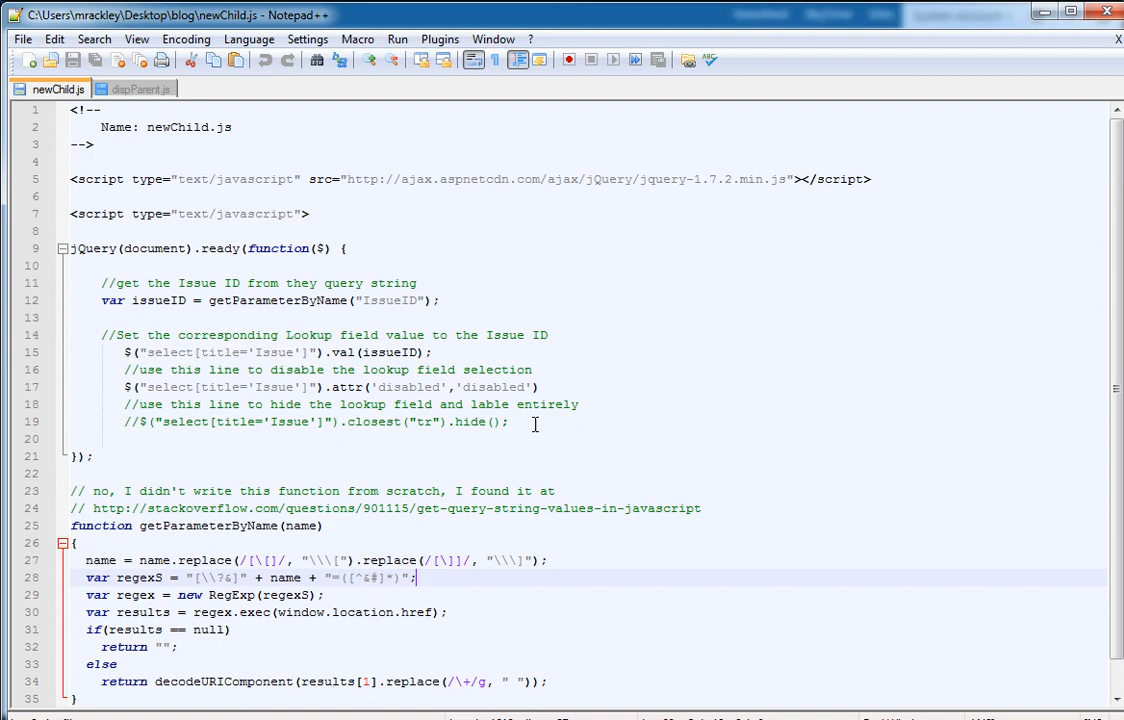 C:\Users\mrackley\Desktop\blog\newChild.js - Notepad++
File Edit Search View Encoding Language Settings Macro Run Plugins Window ? X
newChild.js dispParent.js
1 <!--
2 Name: newChild.js
3 -->
4
5 <script type="text/javascript" src="http://ajax.aspnetcdn.com/ajax/jQuery/jquery-1.7.2.min.js"></script>
6
7 <script type="text/javascript">
8
9 jQuery(document).ready(function($) {
10
11 //get the Issue ID from they query string
12 var issueID = getParameterByName("IssueID");
13
14 //Set the corresponding Lookup field value to the Issue ID
15 $("select[title='Issue']").val(issueID);
16 //use this line to disable the lookup field selection
17 $("select[title='Issue']").attr('disabled','disabled')
18 //use this line to hide the lookup field and lable entirely
19 //$("select[title='Issue']").closest("tr").hide();
20
21 });
22
23 // no, I didn't write this function from scratch, I found it at
24 // http://stackoverflow.com/questions/901115/get-query-string-values-in-javascript
25 function getParameterByName(name)
26 {
27 name = name.replace(/[\[]/, "\\\[").replace(/[\]]/, "\\\]");
28 var regexS = "[\\?&]" + name + "=([^&#]*)";
29 var regex = new RegExp(regexS);
30 var results = regex.exec(window.location.href);
31 if(results == null)
32 return "";
33 else
34 return decodeURIComponent(results[1].replace(/\+/g, " "));
35 }